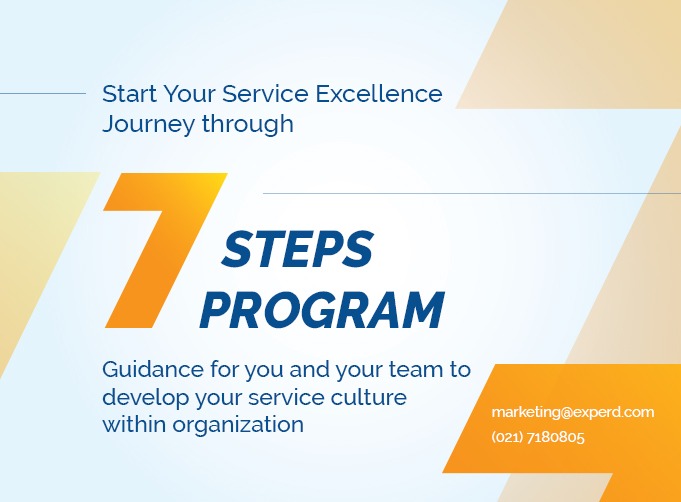 Start Your Service Excellence
Journey through
7
STEPS
PROGRAM
Guidance for you and your team to
develop your service culture
within organization
marketing@experd.com
(021) 7180805